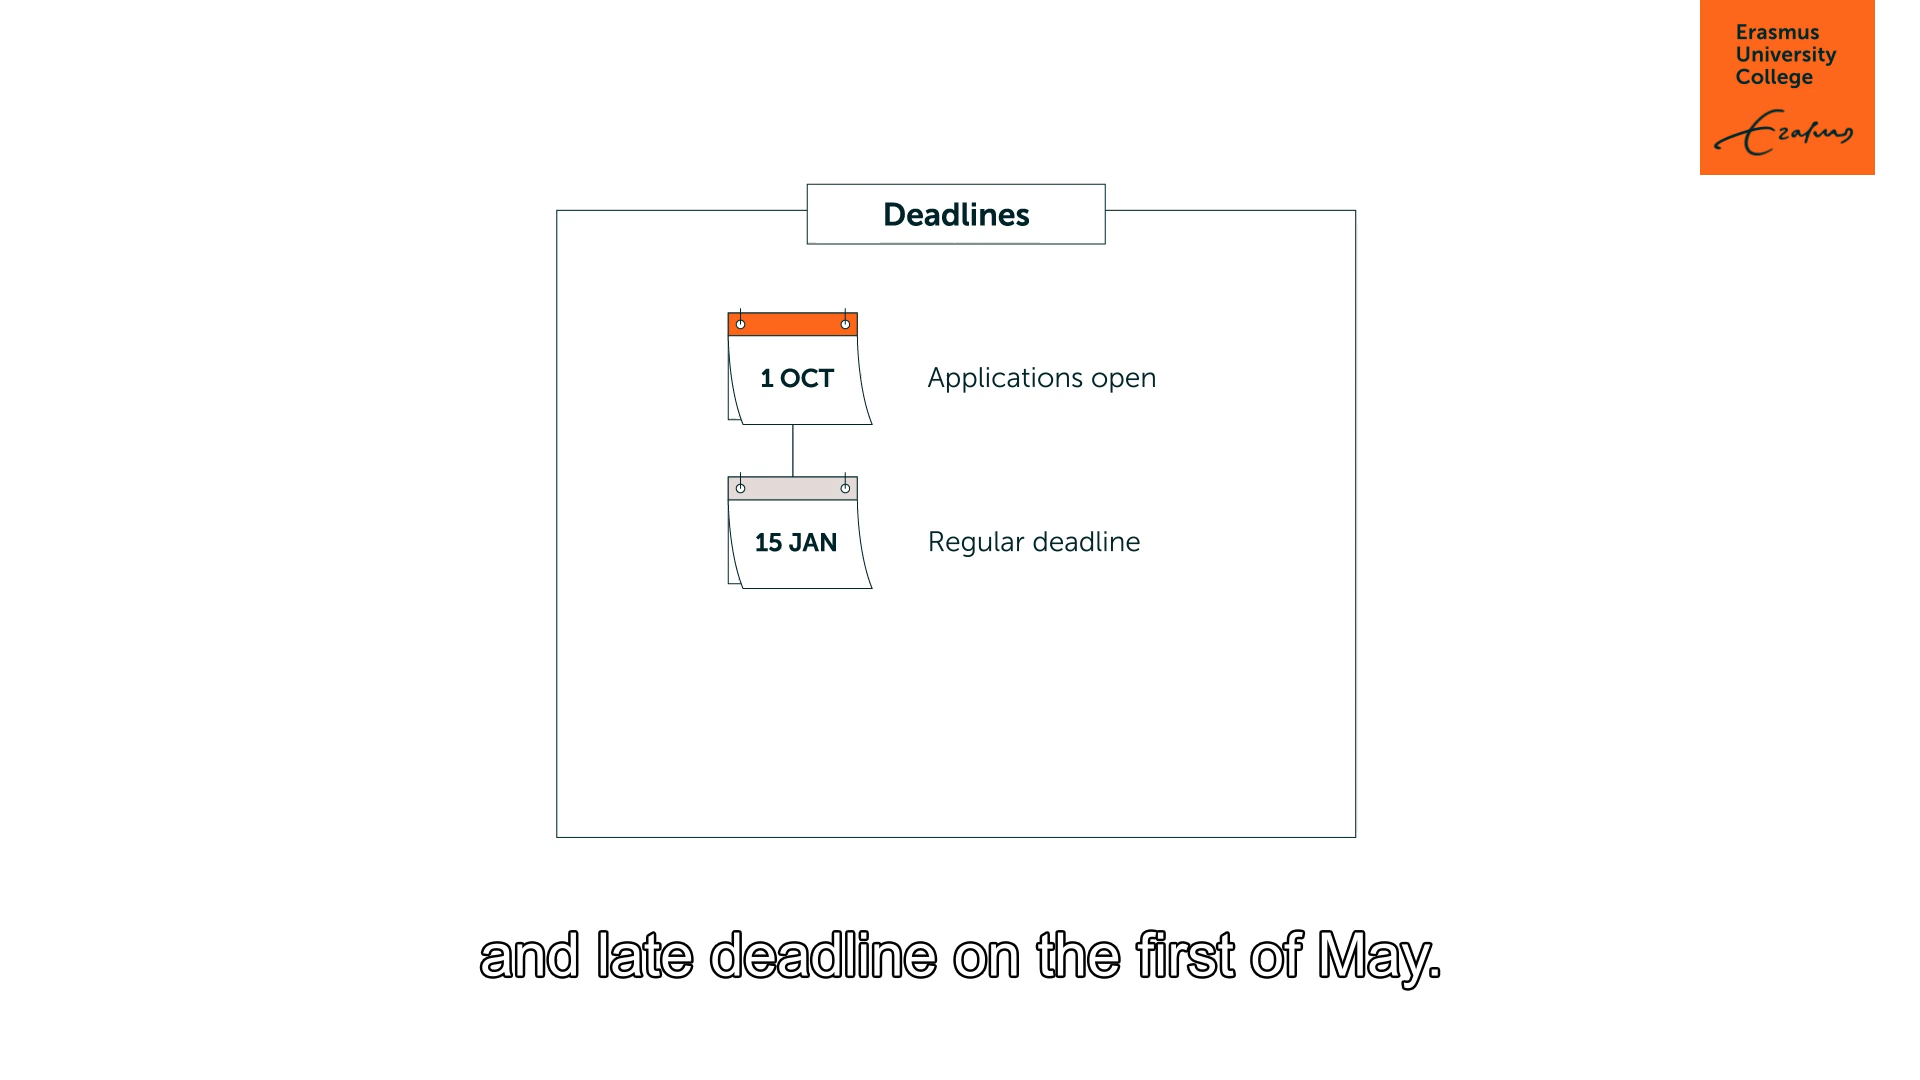 Erasmus
University
College
Erasmus
Deadlines
1 OCT
Applications open
15 JAN
Regular deadline
and late deadline on the first of May.